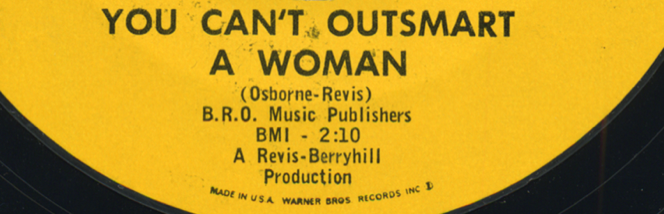 YOU CAN'T OUTSMART
A WOMAN
(Osborne-Revis)
B.R.O. Music Publishers
BMI - 2:10
A Revis-Berryhill
Production
MADE IN U.S.A. WARNER BROS. RECORDS INC